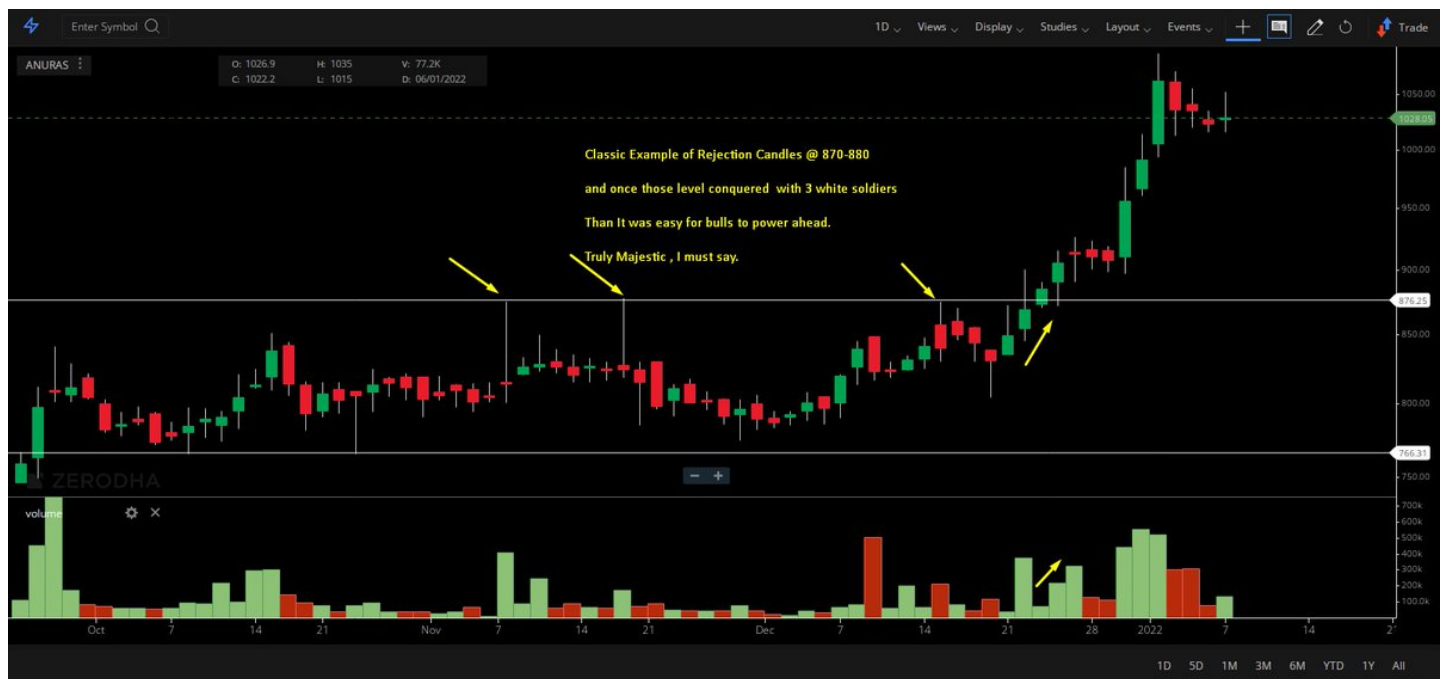 Enter Symbol
1D Views Display Studies Layout Events Trade
ANURAS
O: 1026.9 H: 1035 V: 77.2K
C: 1022.2 L: 1015 D: 06/01/2022
1050.00
1028.05
Classic Example of Rejection Candles @ 870-880
1000.00
and once those level conquered with 3 white soldiers
950.00
Than It was easy for bulls to power ahead.
Truly Majestic , I must say.
900.00
876.25
850.00
800.00
766.31
ZERODHA
− +
750.00
volume
700k
600k
500k
400k
300k
200k
100.0k
Oct 7 14 21 Nov 7 14 21 Dec 7 14 21 28 2022 7 14
1D 5D 1M 3M 6M YTD 1Y All